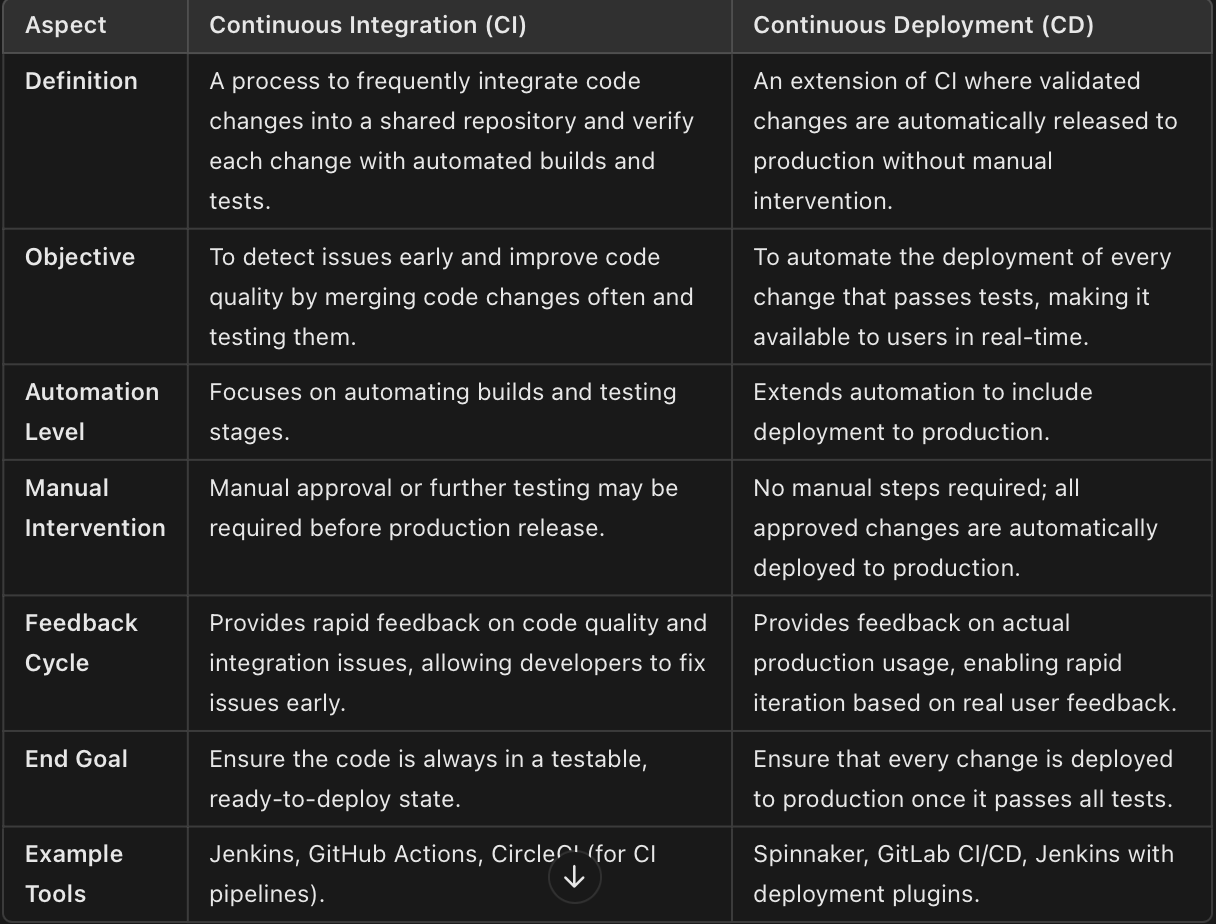 Aspect
Continuous Integration (CI)
Continuous Deployment (CD)
Definition
A process to frequently integrate code
changes into a shared repository and verify
each change with automated builds and
tests.
An extension of CI where validated
changes are automatically released to
production without manual
intervention.
Objective
To detect issues early and improve code
quality by merging code changes often and
testing them.
To automate the deployment of every
change that passes tests, making it
available to users in real-time.
Automation
Level
Focuses on automating builds and testing
stages.
Extends automation to include
deployment to production.
Manual
Intervention
Manual approval or further testing may be
required before production release.
No manual steps required; all
approved changes are automatically
deployed to production.
Feedback
Cycle
Provides rapid feedback on code quality and
integration issues, allowing developers to fix
issues early.
Provides feedback on actual
production usage, enabling rapid
iteration based on real user feedback.
End Goal
Ensure the code is always in a testable,
ready-to-deploy state.
Ensure that every change is deployed
to production once it passes all tests.
Example
Tools
Jenkins, GitHub Actions, CircleCI (for CI
pipelines).
Spinnaker, GitLab CI/CD, Jenkins with
deployment plugins.